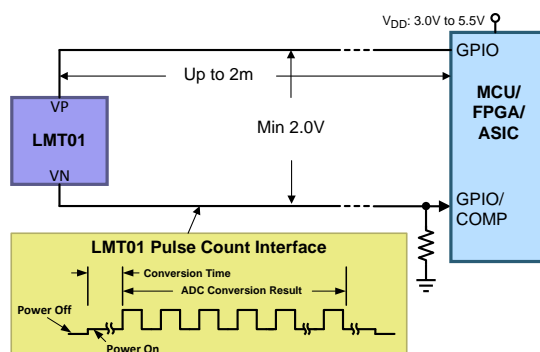 VDD: 3.0V to 5.5V
GPIO
Up to 2m
MCU/
FPGA/
ASIC
VP
LMT01
VN
Min 2.0V
GPIO/
COMP
LMT01 Pulse Count Interface
Conversion Time
ADC Conversion Result
Power Off
Power On